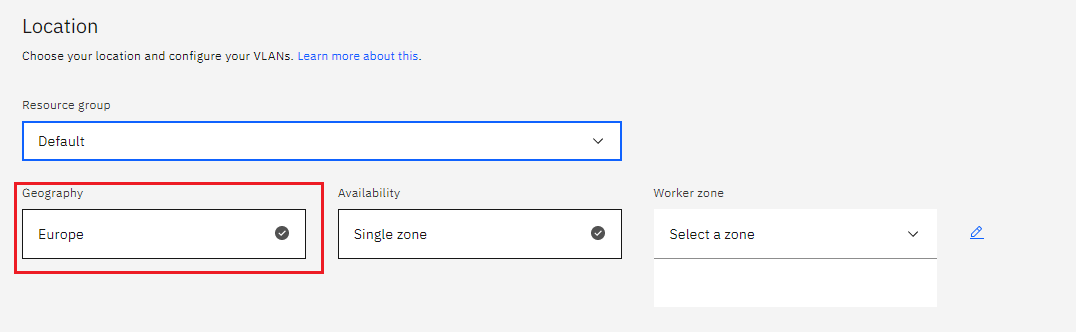 Location
Choose your location and configure your VLANs. Learn more about this.
Resource group
Default
Geography
Availability
Worker zone
Europe
Single zone
Select a zone